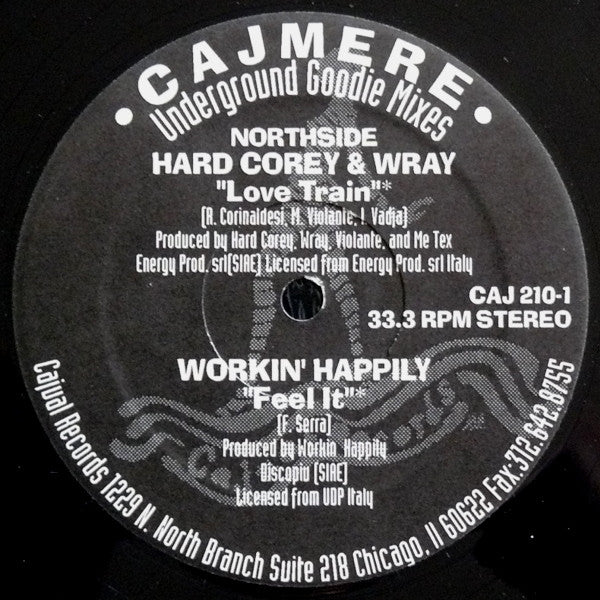 • CAJMERE •
Underground Goodie Mixes
NORTHSIDE
HARD COREY & WRAY
"Love Train"*
(A. Corinaldesi, M. Violante, I. Vadja)
Produced by Hard Corey, Wray, Violante, and Me Tex
Energy Prod. srl(SIAE) Licensed from Energy Prod. srl Italy
CAJ 210-1
33.3 RPM STEREO
WORKIN' HAPPILY
"Feel It"*
(F. Serra)
Produced by Workin' Happily
Discopiu (SIAE)
Licensed from UDP Italy
Cajual Records 1229 N. North Branch Suite 218 Chicago, Il 60622 Fax:312.642.8755